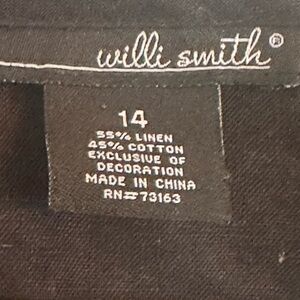 willi smith®
14
55% LINEN
45% COTTON
EXCLUSIVE OF
DECORATION
MADE IN CHINA
RN#73163